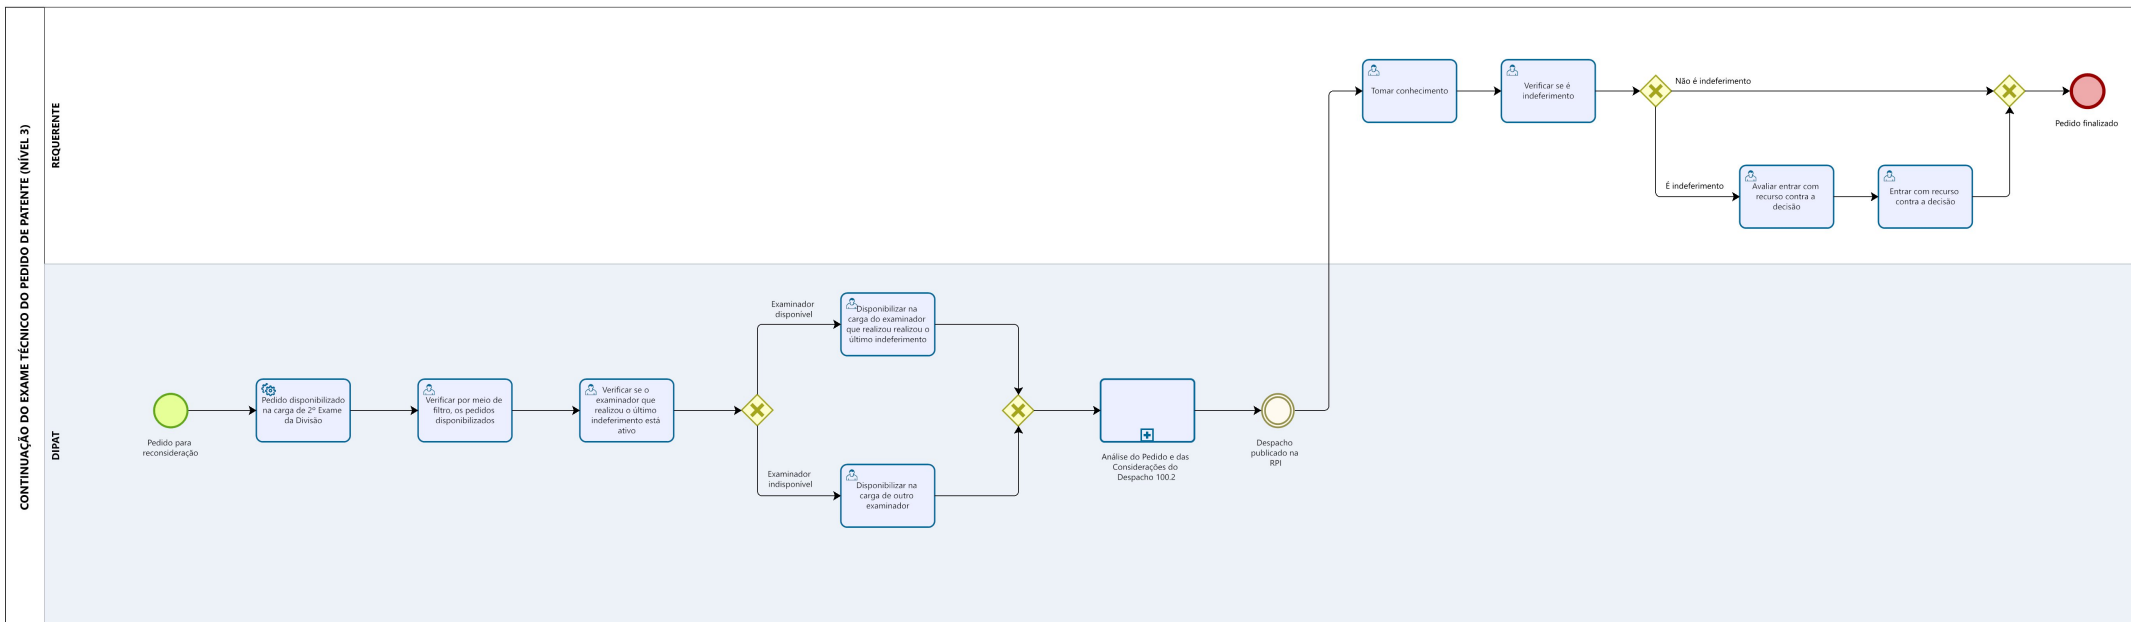 CONTINUAÇÃO DO EXAME TÉCNICO DO PEDIDO DE PATENTE (NÍVEL 3)
REQUERENTE
Tomar conhecimento
Verificar se é
indeferimento
Não é indeferimento
É indeferimento
Avaliar entrar com
recurso contra a
decisão
Entrar com recurso
contra a decisão
Pedido finalizado
DIPAT
Pedido para
reconsideração
Pedido disponibilizado
na carga de 2º Exame
da Divisão
Verificar por meio de
filtro, os pedidos
disponibilizados
Verificar se o
examinador que
realizou o último
indeferimento está
ativo
Examinador
disponível
Disponibilizar na
carga do examinador
que realizou realizou o
último indeferimento
Examinador
indisponível
Disponibilizar na
carga de outro
examinador
Análise do Pedido e das
Considerações do
Despacho 100.2
Despacho
publicado na
RPI